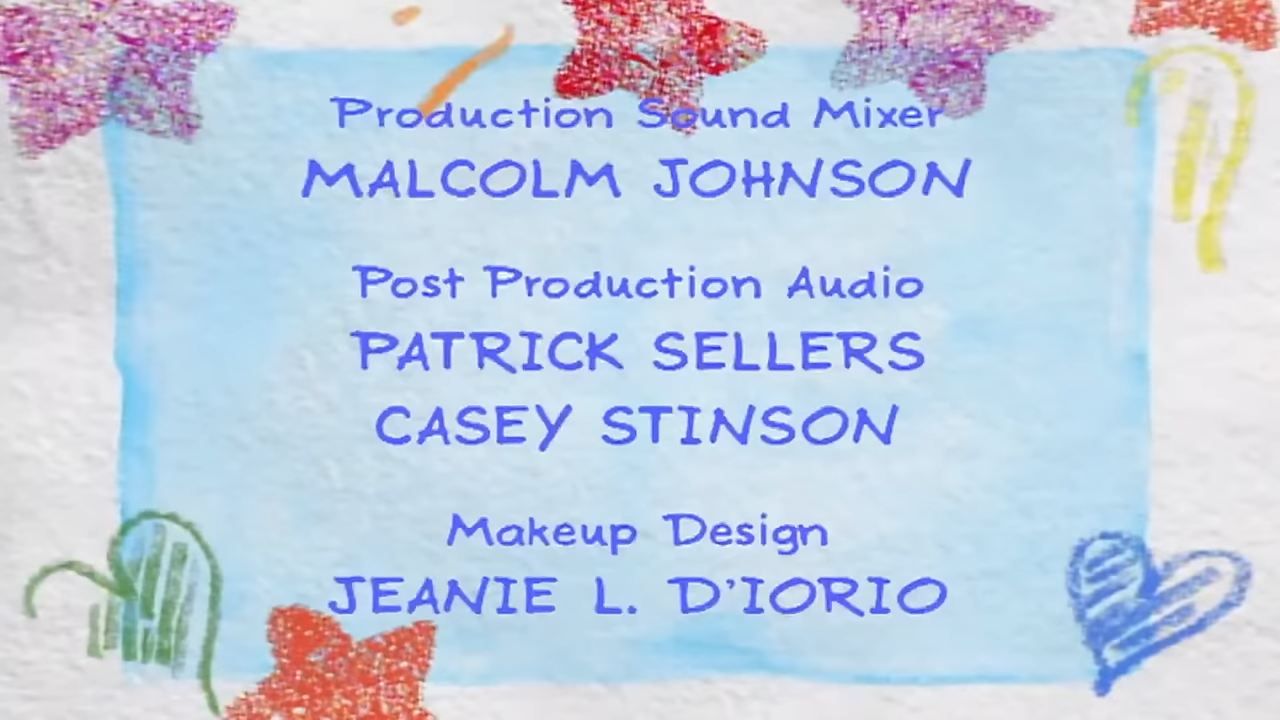 Production Sound Mixer
MALCOLM JOHNSON
Post Production Audio
PATRICK SELLERS
CASEY STINSON
Makeup Design
JEANIE L. D'IORIO